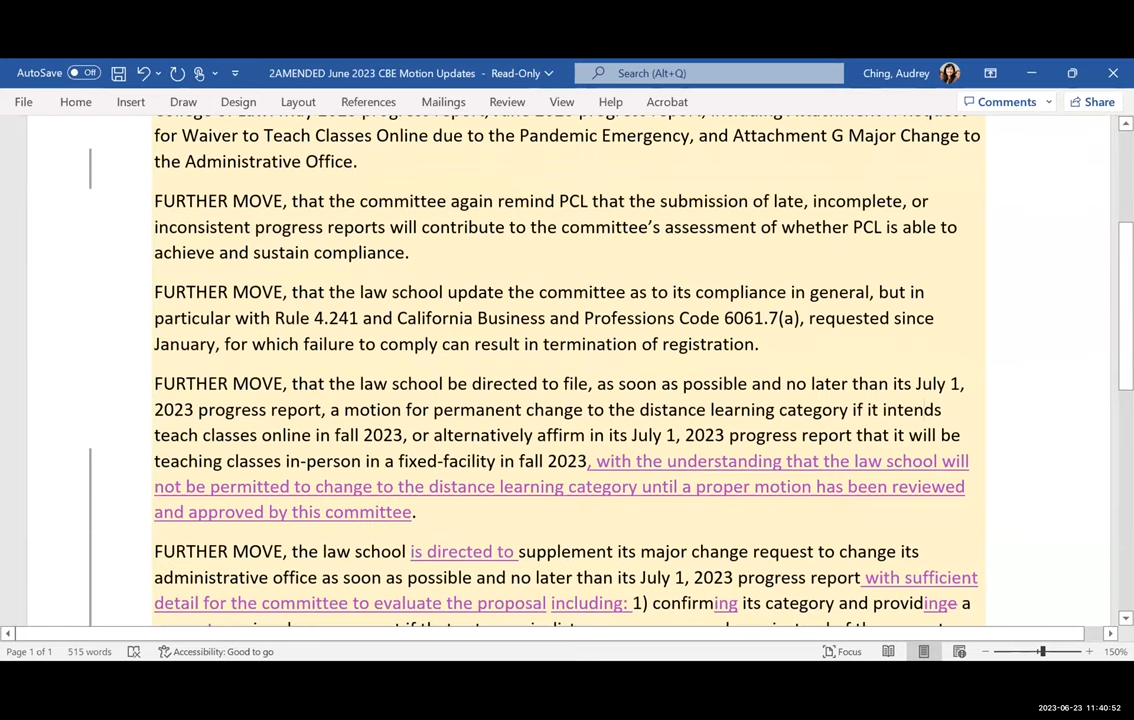 AutoSave Off 2AMENDED June 2023 CBE Motion Updates - Read-Only Search (Alt+Q) Ching, Audrey
File Home Insert Draw Design Layout References Mailings Review View Help Acrobat Comments Share
for Waiver to Teach Classes Online due to the Pandemic Emergency, and Attachment G Major Change to
the Administrative Office.
FURTHER MOVE, that the committee again remind PCL that the submission of late, incomplete, or
inconsistent progress reports will contribute to the committee's assessment of whether PCL is able to
achieve and sustain compliance.
FURTHER MOVE, that the law school update the committee as to its compliance in general, but in
particular with Rule 4.241 and California Business and Professions Code 6061.7(a), requested since
January, for which failure to comply can result in termination of registration.
FURTHER MOVE, that the law school be directed to file, as soon as possible and no later than its July 1,
2023 progress report, a motion for permanent change to the distance learning category if it intends
teach classes online in fall 2023, or alternatively affirm in its July 1, 2023 progress report that it will be
teaching classes in-person in a fixed-facility in fall 2023, with the understanding that the law school will
not be permitted to change to the distance learning category until a proper motion has been reviewed
and approved by this committee.
FURTHER MOVE, the law school is directed to supplement its major change request to change its
administrative office as soon as possible and no later than its July 1, 2023 progress report with sufficient
detail for the committee to evaluate the proposal including: 1) confirming its category and providinge a
Page 1 of 1 515 words Accessibility: Good to go Focus 150%
2023-06-23 11:40:52